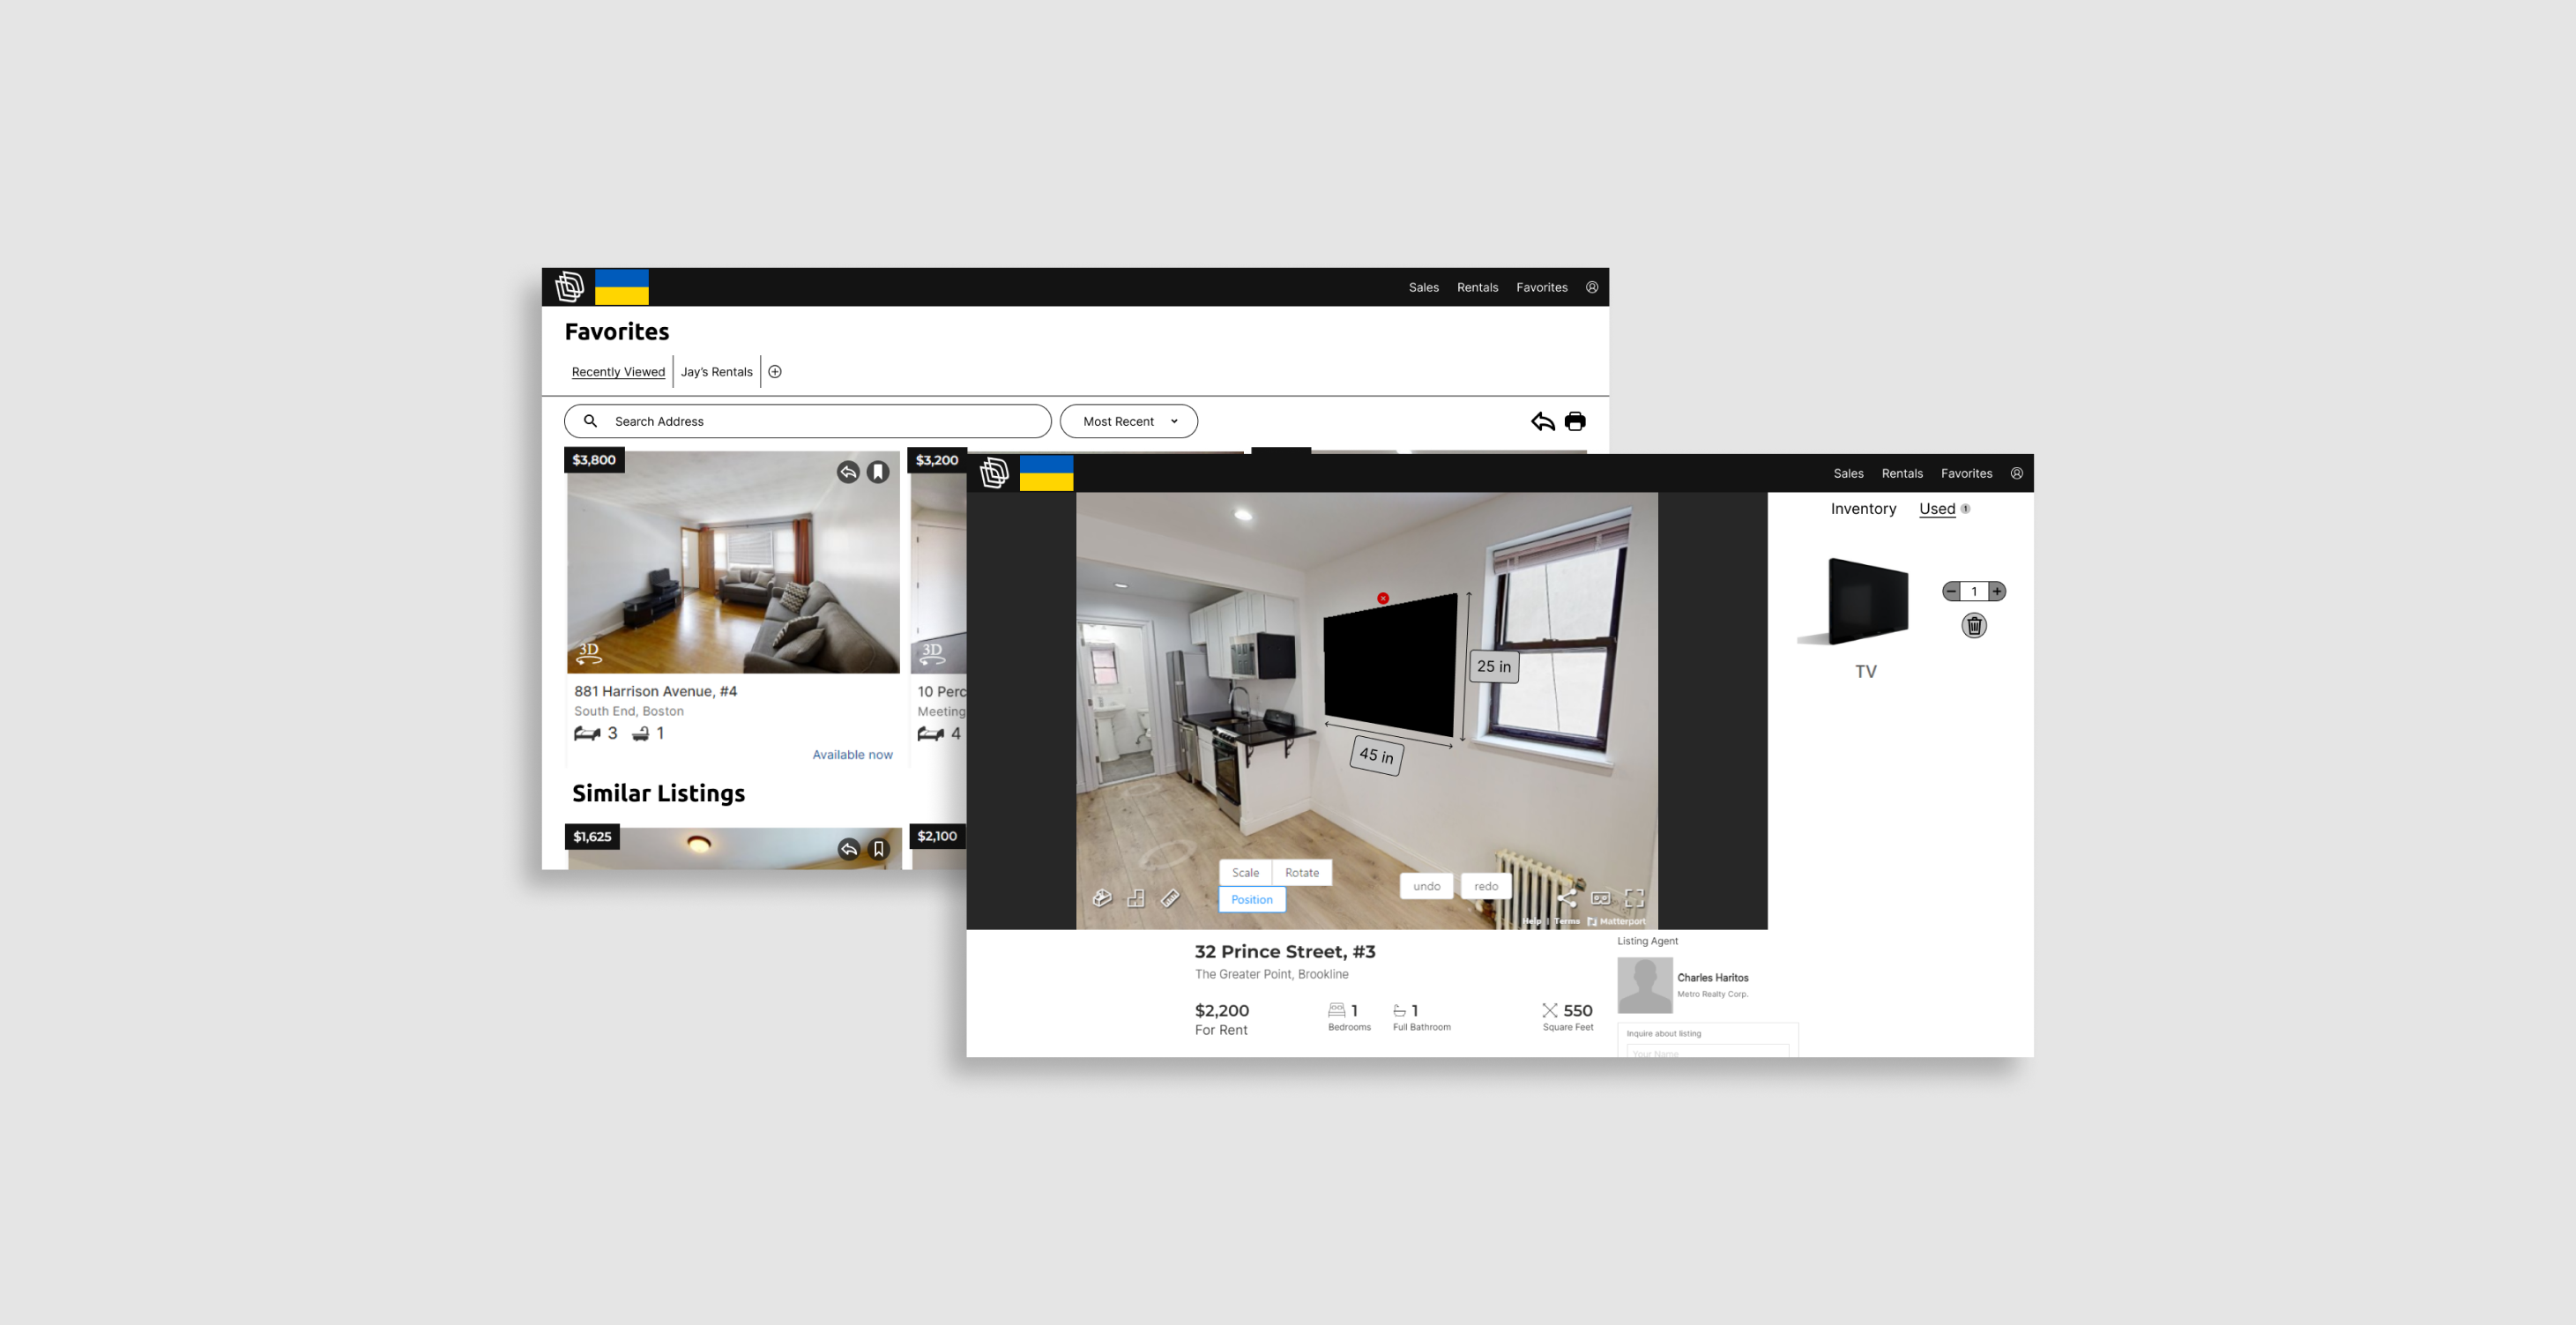 Sales Rentals Favorites
Favorites
Recently Viewed
Jay's Rentals
Search Address
Most Recent
$3,800
$3,200
3D
3D
881 Harrison Avenue, #4
South End, Boston
3 1
Available now
10 Perc
Meeting
4
Similar Listings
$1,625
$2,100
Sales Rentals Favorites
Inventory Used 1
1
TV
25 in
45 in
Scale Rotate
Position
undo redo
Help | Terms Matterport
32 Prince Street, #3
The Greater Point, Brookline
$2,200
For Rent
1
Bedrooms
1
Full Bathroom
550
Square Feet
Listing Agent
Charles Haritos
Metro Realty Corp.
Inquire about listing
Your Name